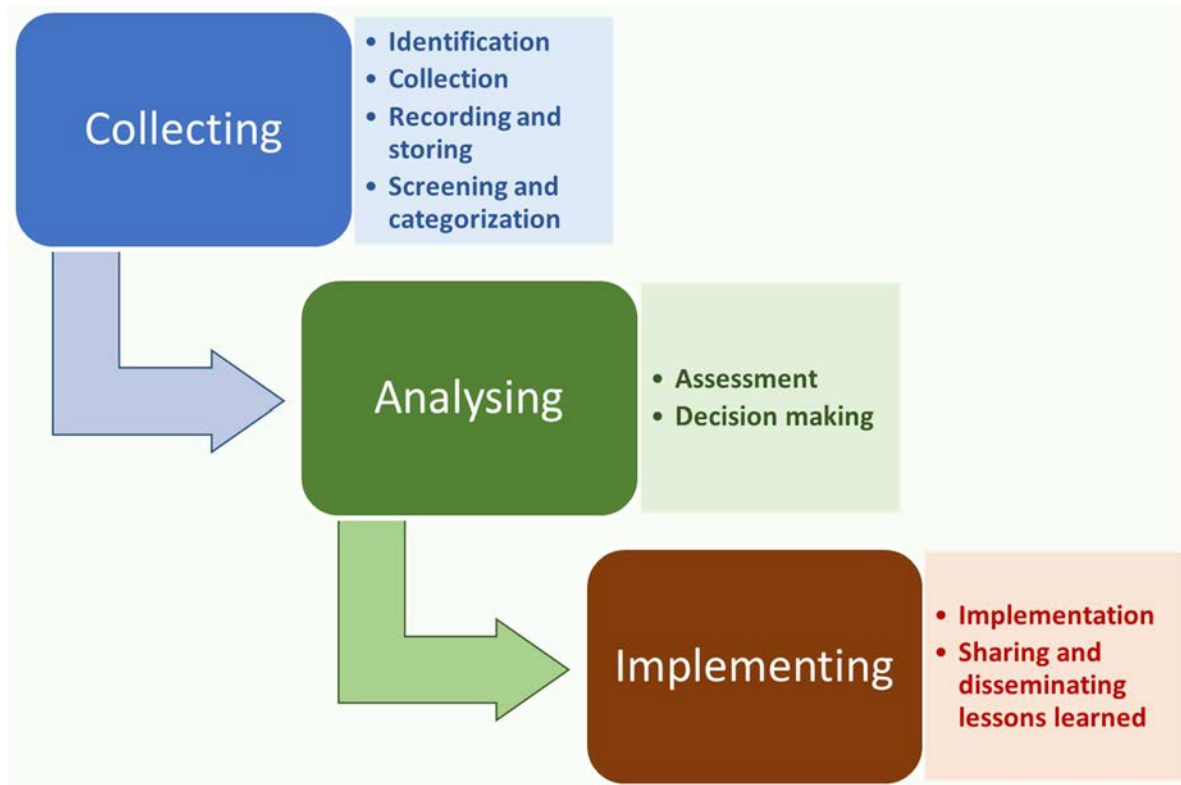 Collecting
• Identification
• Collection
• Recording and
storing
• Screening and
categorization
Analysing
• Assessment
• Decision making
Implementing
• Implementation
• Sharing and
disseminating
lessons learned